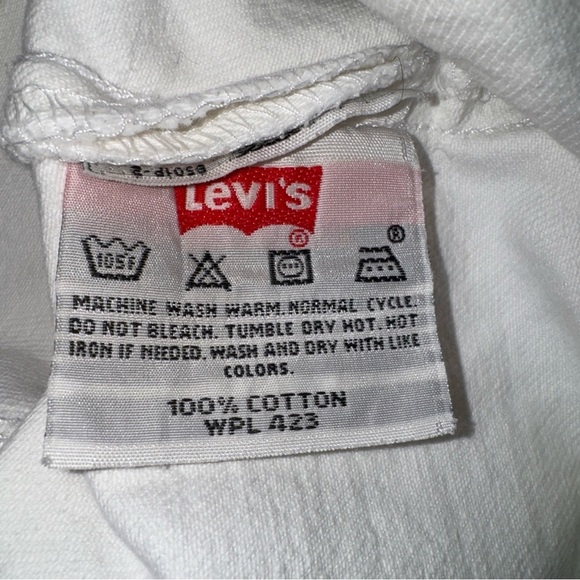 Levi's
®
105F
®
MACHINE WASH WARM. NORMAL CYCLE.
DO NOT BLEACH. TUMBLE DRY HOT. HOT
IRON IF NEEDED. WASH AND DRY WITH LIKE
COLORS.
100% COTTON
WPL 423